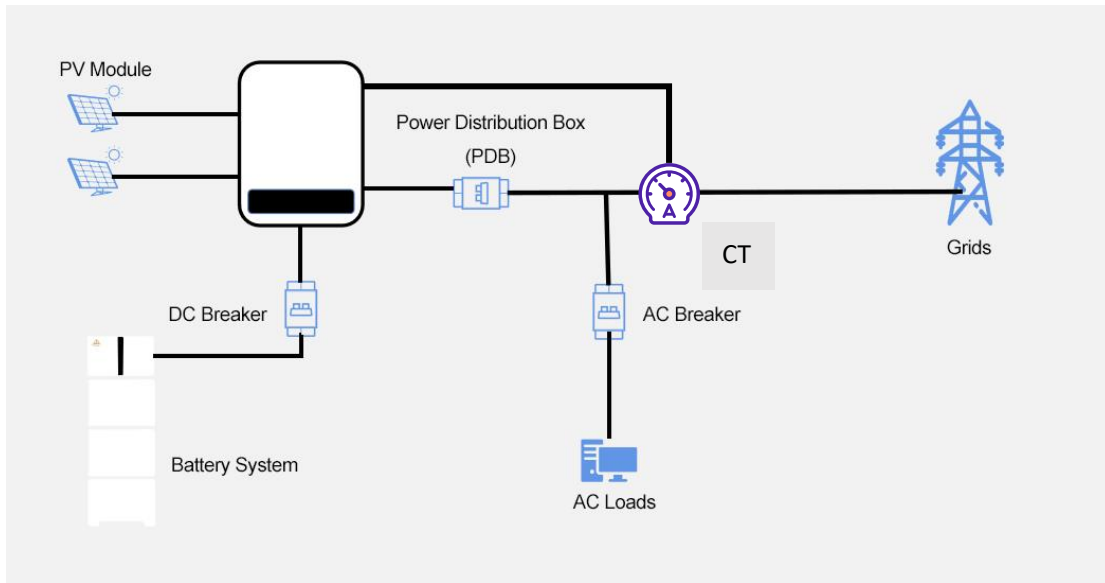 PV Module
Power Distribution Box
(PDB)
A
CT
Grids
DC Breaker
AC Breaker
Battery System
AC Loads